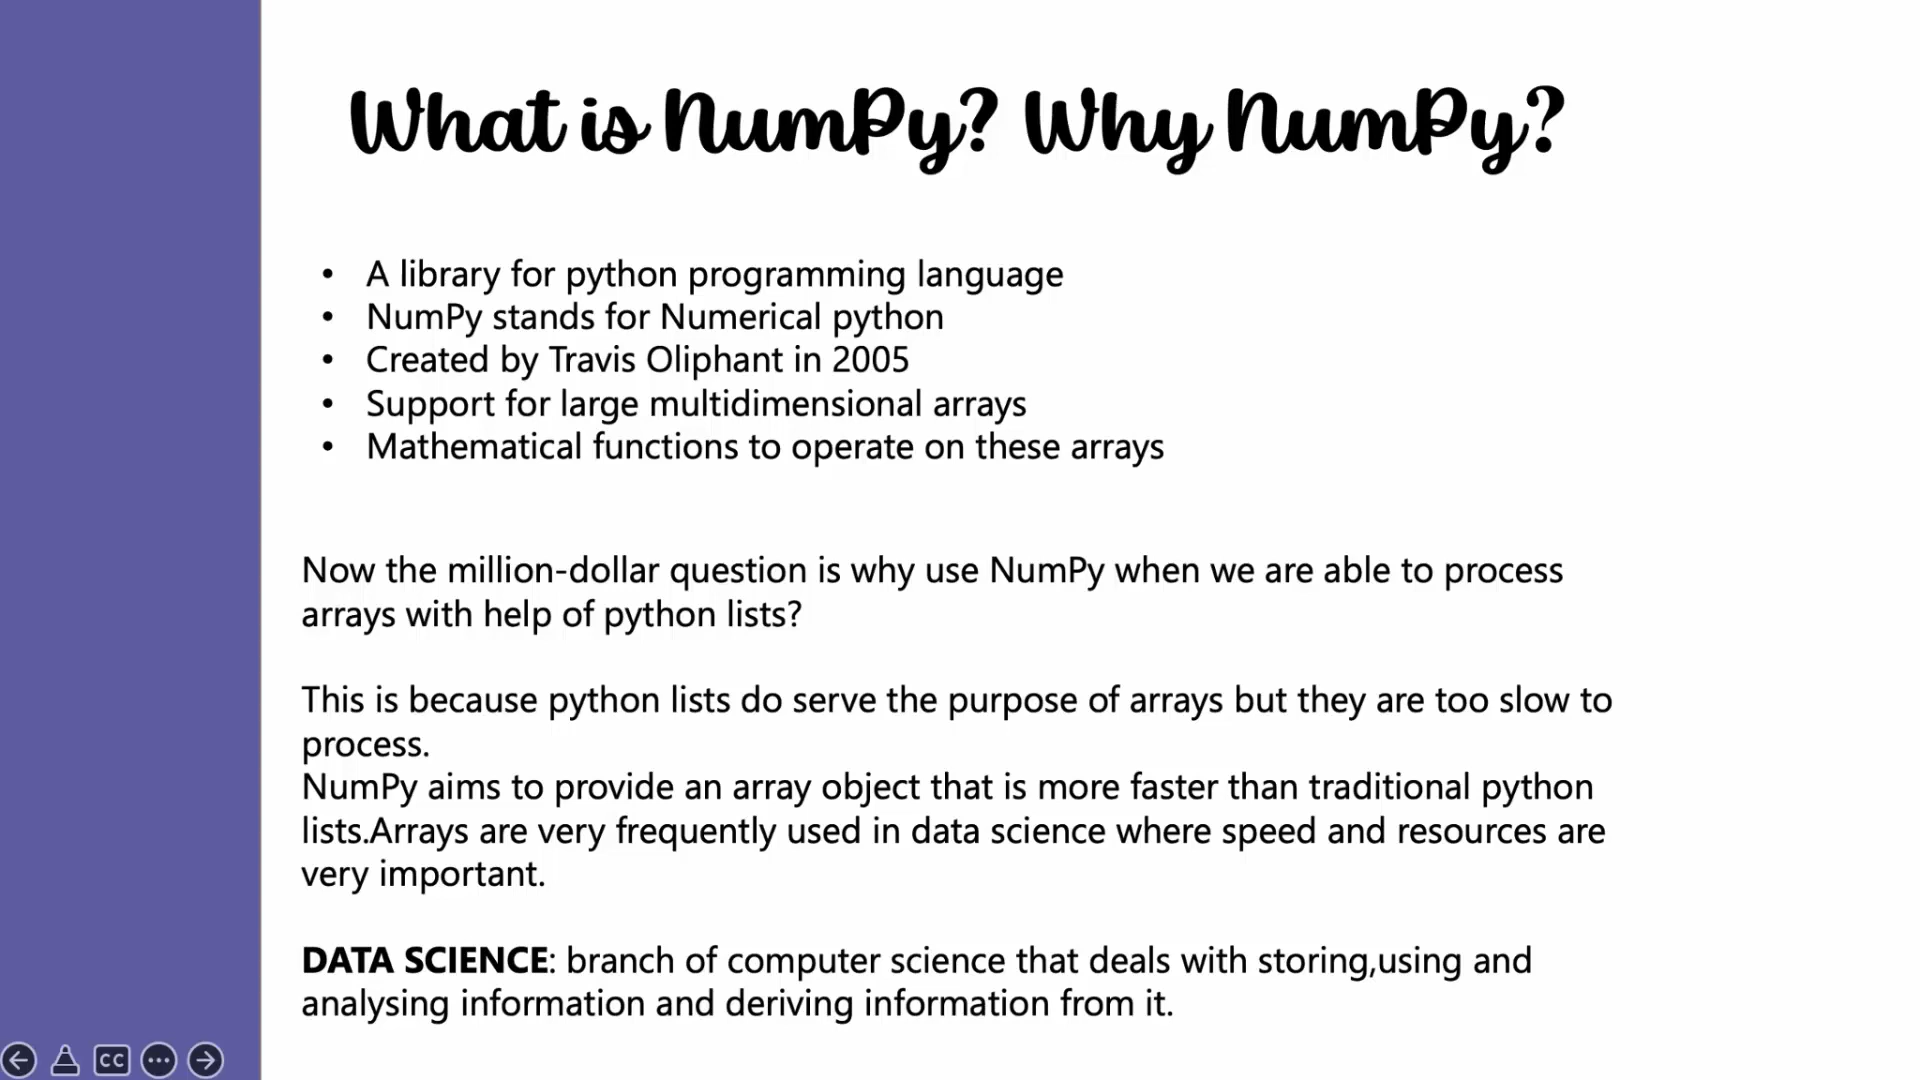 What is NumPy? Why NumPy?
• A library for python programming language
• NumPy stands for Numerical python
• Created by Travis Oliphant in 2005
• Support for large multidimensional arrays
• Mathematical functions to operate on these arrays
Now the million-dollar question is why use NumPy when we are able to process
arrays with help of python lists?
This is because python lists do serve the purpose of arrays but they are too slow to
process.
NumPy aims to provide an array object that is more faster than traditional python
lists.Arrays are very frequently used in data science where speed and resources are
very important.
DATA SCIENCE: branch of computer science that deals with storing,using and
analysing information and deriving information from it.
CC